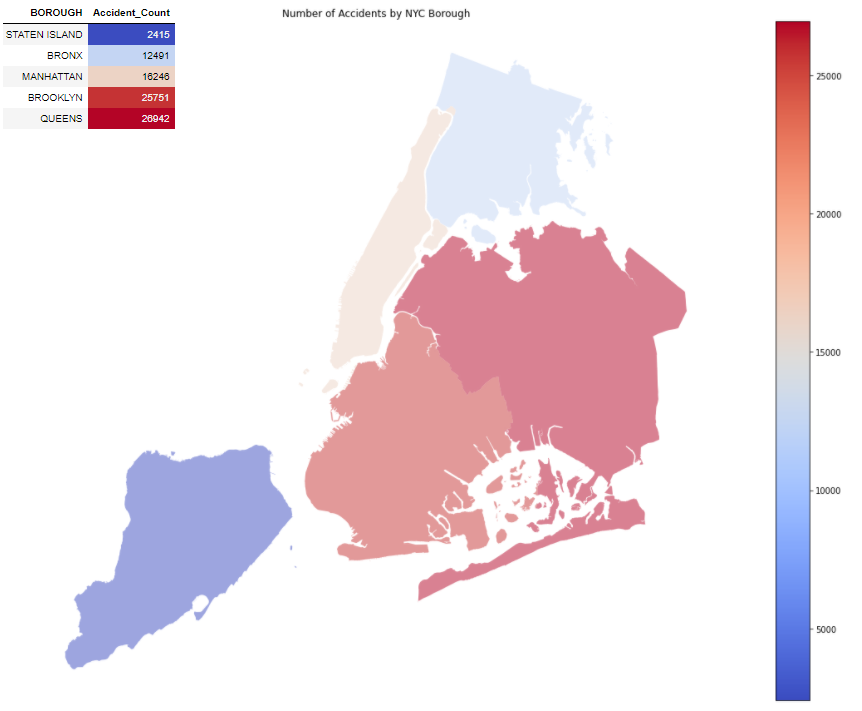 Number of Accidents by NYC Borough
BOROUGH Accident_Count
STATEN ISLAND 2415
BRONX 12491
MANHATTAN 16246
BROOKLYN 25751
QUEENS 26942
25000
20000
15000
10000
5000